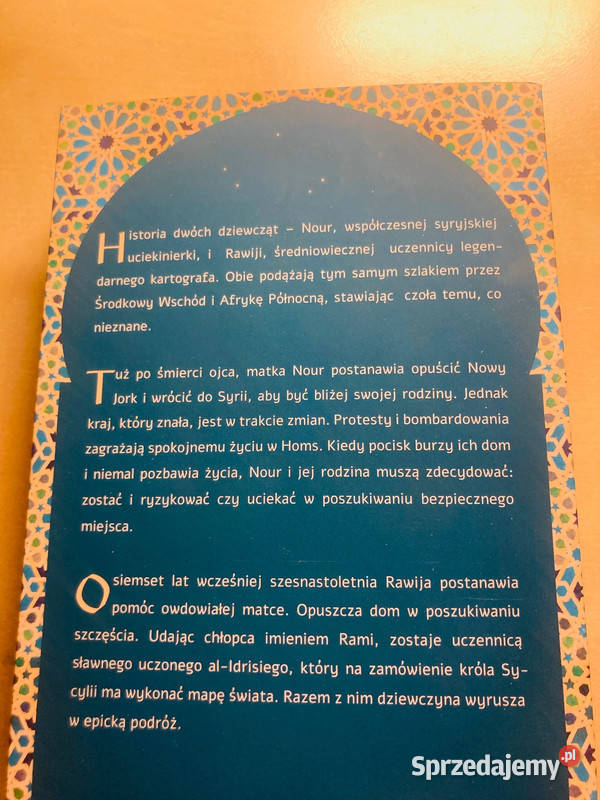 Historia dwóch dziewcząt – Nour, współczesnej syryjskiej
uciekinierki, i Rawiji, średniowiecznej uczennicy legen-
darnego kartografa. Obie podążają tym samym szlakiem przez
Środkowy Wschód i Afrykę Północną, stawiając czoła temu, co
nieznane.
Tuż po śmierci ojca, matka Nour postanawia opuścić Nowy
Jork i wrócić do Syrii, aby być bliżej swojej rodziny. Jednak
kraj, który znała, jest w trakcie zmian. Protesty i bombardowania
zagrażają spokojnemu życiu w Homs. Kiedy pocisk burzy ich dom
i niemal pozbawia życia, Nour i jej rodzina muszą zdecydować:
zostać i ryzykować czy uciekać w poszukiwaniu bezpiecznego
miejsca.
Osiemset lat wcześniej szesnastoletnia Rawija postanawia
pomóc owdowiałej matce. Opuszcza dom w poszukiwaniu
szczęścia. Udając chłopca imieniem Rami, zostaje uczennicą
sławnego uczonego al-Idrisiego, który na zamówienie króla Sy-
cylii ma wykonać mapę świata. Razem z nim dziewczyna wyrusza
w epicką podróż.
Sprzedajemy.pl